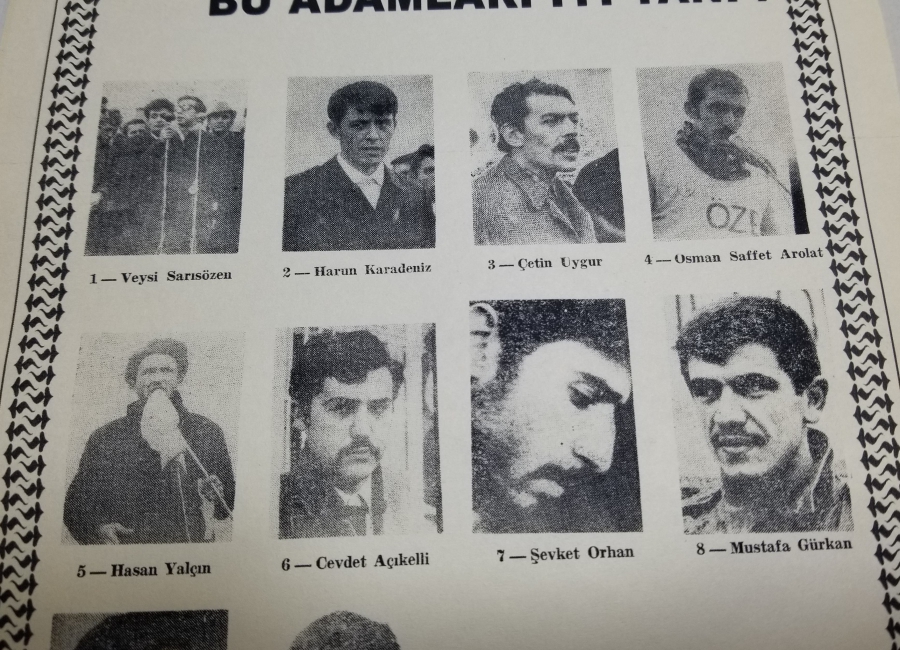 BU ADAMLARI İYİ
1 — Veysi Sarısözen
2 — Harun Karadeniz
3 — Çetin Uygur
4 — Osman Saffet Arolat
5 — Hasan Yalçın
6 — Cevdet Açıkelli
7 — Şevket Orhan
8 — Mustafa Gürkan